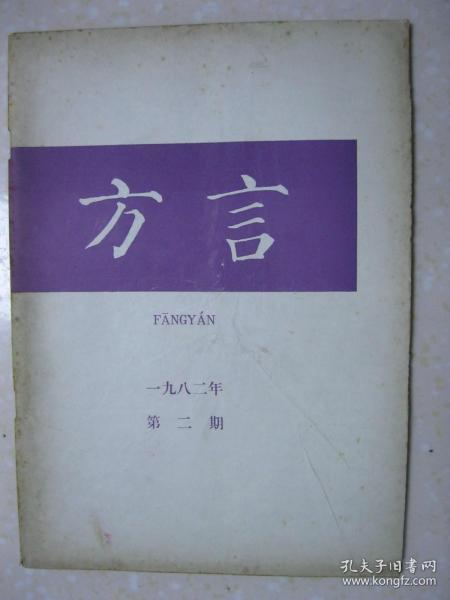 方言
FĀNGYÁN
一九八二年
第二期
孔夫子旧书网
www.kongfz.com